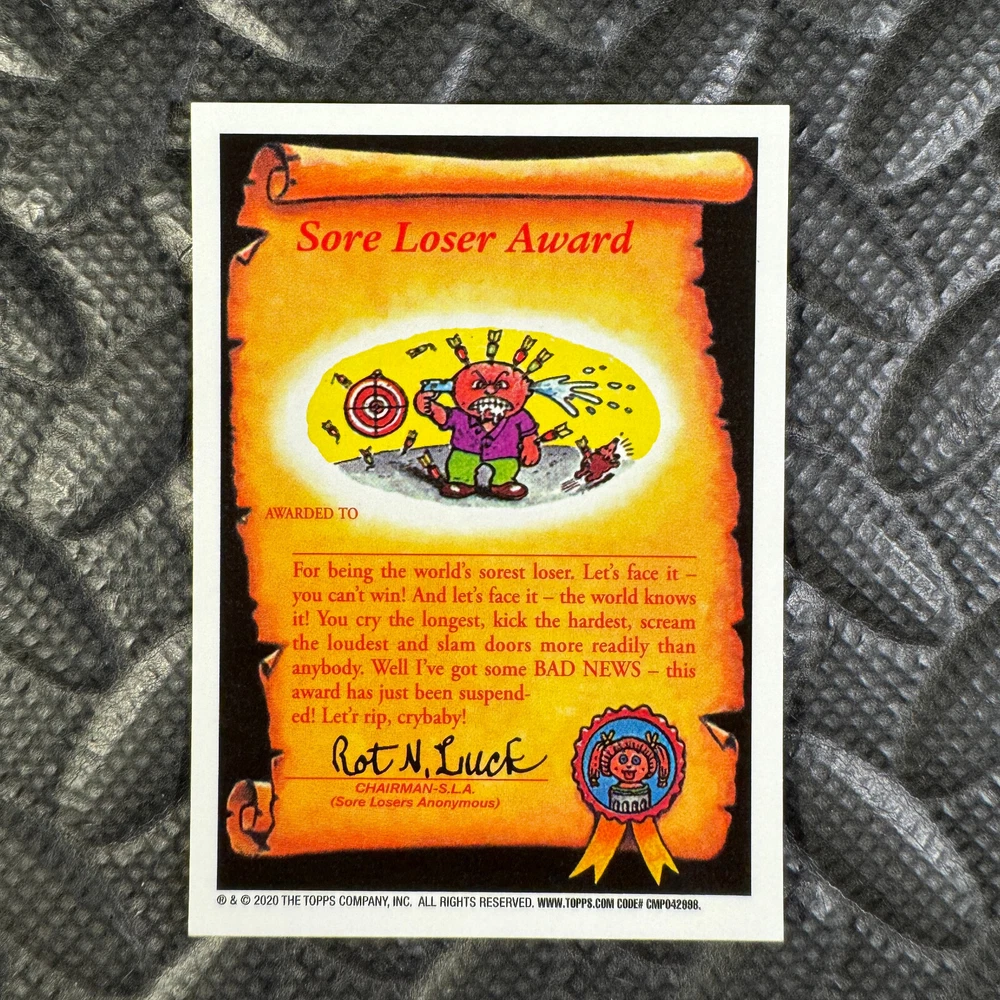 Sore Loser Award
AWARDED TO
For being the world's sorest loser. Let's face it –
you can't win! And let's face it – the world knows
it! You cry the longest, kick the hardest, scream
the loudest and slam doors more readily than
anybody. Well I've got some BAD NEWS – this
award has just been suspend-
ed! Let'r rip, crybaby!
Rot N. Luck
CHAIRMAN-S.L.A.
(Sore Losers Anonymous)
® & © 2020 THE TOPPS COMPANY, INC. ALL RIGHTS RESERVED. WWW.TOPPS.COM CODE# CMP042098.